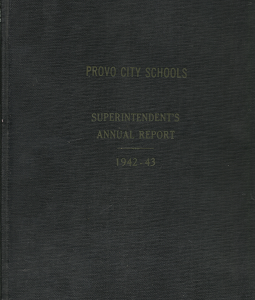 PROVO CITY SCHOOLS
SUPERINTENDENT'S
ANNUAL REPORT
1942-43